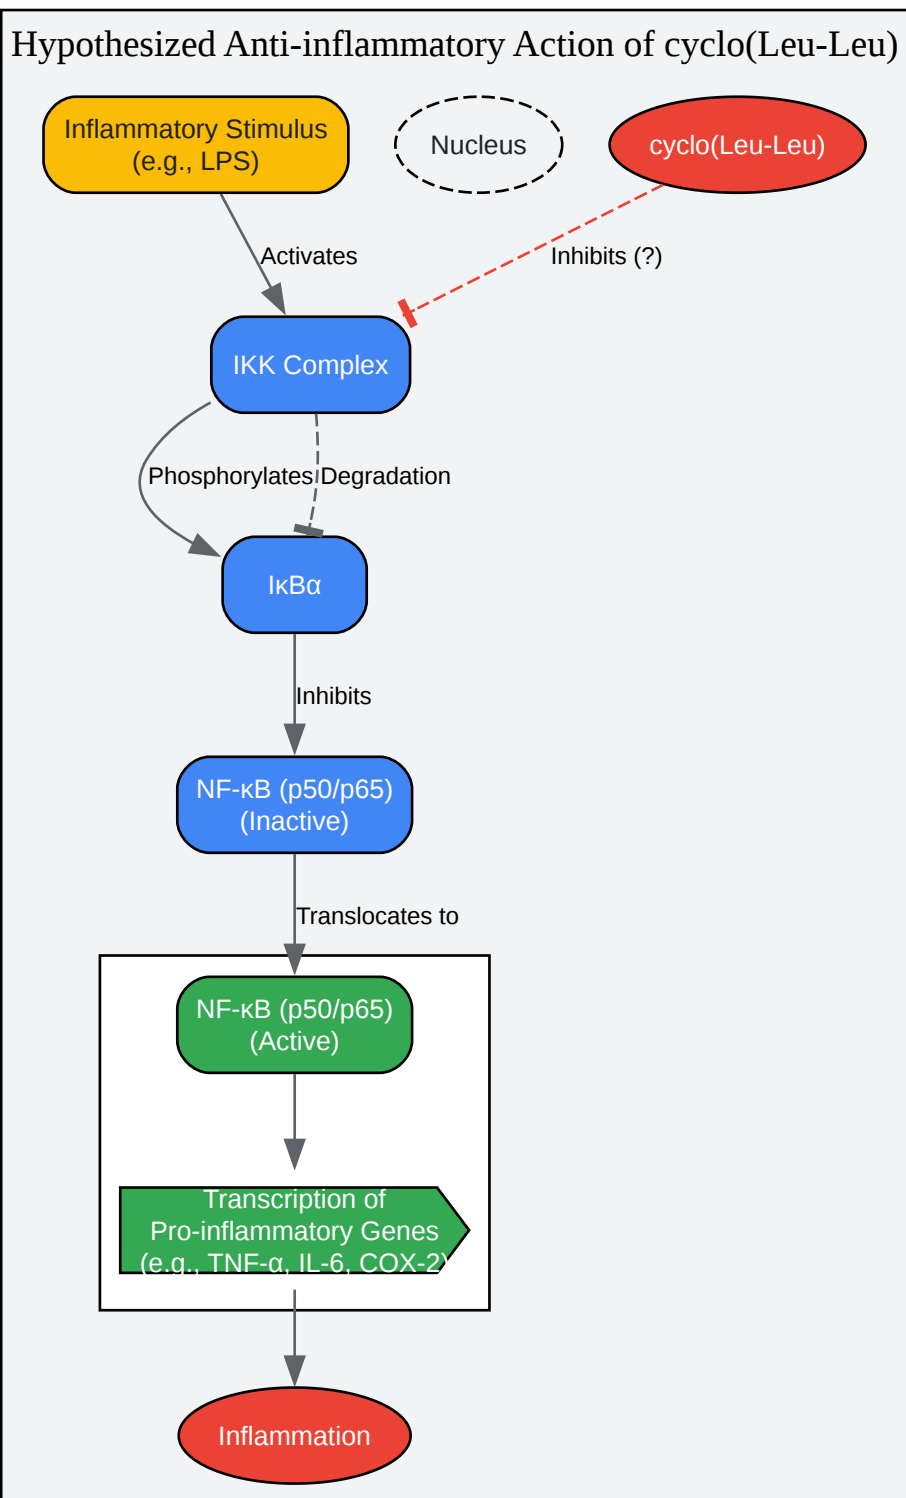 Hypothesized Anti-inflammatory Action of cyclo(Leu-Leu)
Inflammatory Stimulus
(e.g., LPS)
Nucleus
cyclo(Leu-Leu)
Activates
Inhibits (?)
IKK Complex
Phosphorylates
Degradation
IκBα
Inhibits
NF-κB (p50/p65)
(Inactive)
Translocates to
NF-κB (p50/p65)
(Active)
Transcription of
Pro-inflammatory Genes
(e.g., TNF-α, IL-6, COX-2)
Inflammation